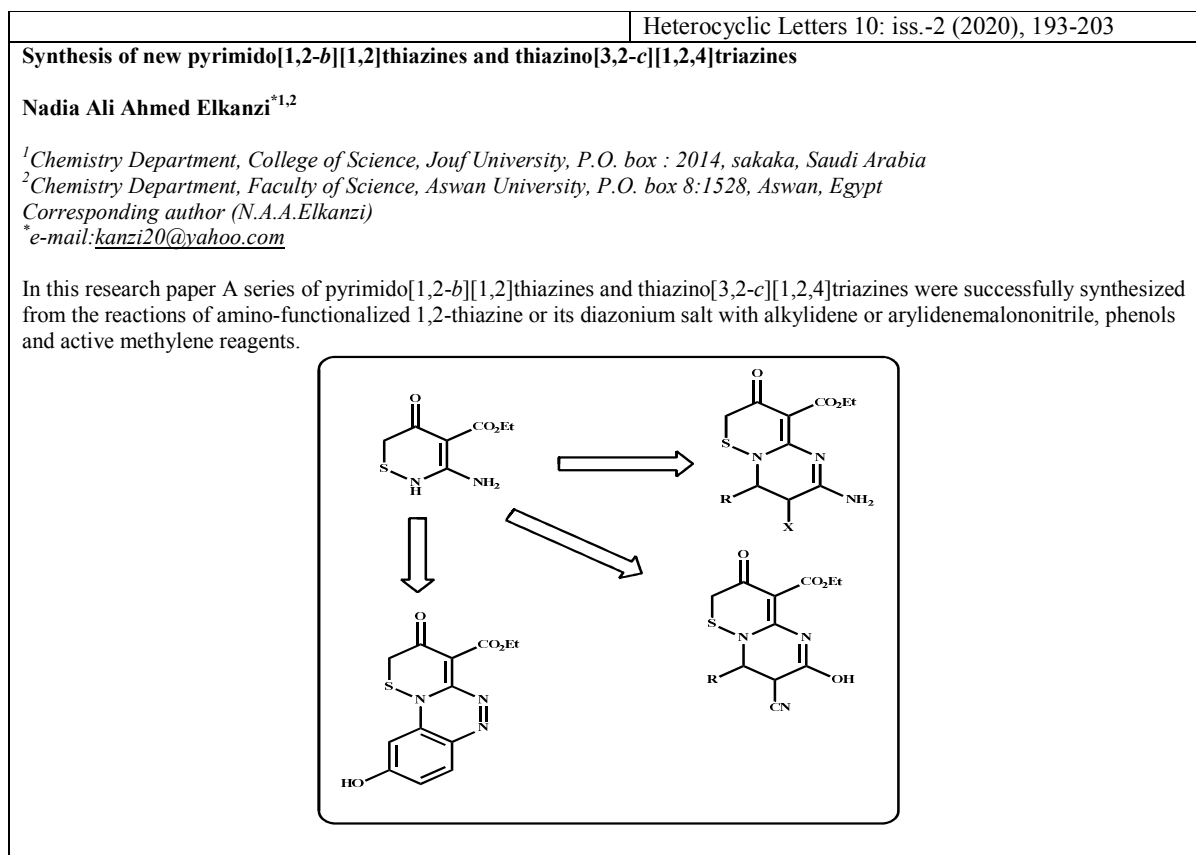 Heterocyclic Letters 10: iss.-2 (2020), 193-203
Synthesis of new pyrimido[1,2-b][1,2]thiazines and thiazino[3,2-c][1,2,4]triazines
Nadia Ali Ahmed Elkanzi*1,2
1Chemistry Department, College of Science, Jouf University, P.O. box : 2014, sakaka, Saudi Arabia
2Chemistry Department, Faculty of Science, Aswan University, P.O. box 8:1528, Aswan, Egypt
Corresponding author (N.A.A.Elkanzi)
*e-mail:kanzi20@yahoo.com
In this research paper A series of pyrimido[1,2-b][1,2]thiazines and thiazino[3,2-c][1,2,4]triazines were successfully synthesized
from the reactions of amino-functionalized 1,2-thiazine or its diazonium salt with alkylidene or arylidenemalononitrile, phenols
and active methylene reagents.
O
CO2Et
S
N
H
NH2
O
CO2Et
S
N
N
R
NH2
X
O
CO2Et
S
N
N
N
HO
O
CO2Et
S
N
N
R
OH
CN